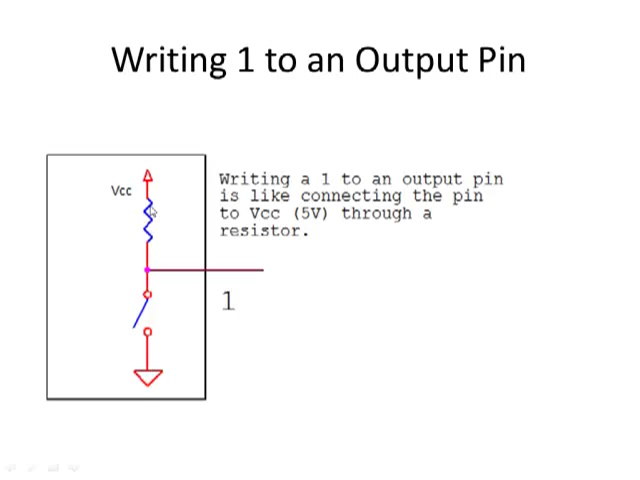 Writing 1 to an Output Pin
Vcc
Writing a 1 to an output pin
is like connecting the pin
to Vcc (5V) through a
resistor.
1